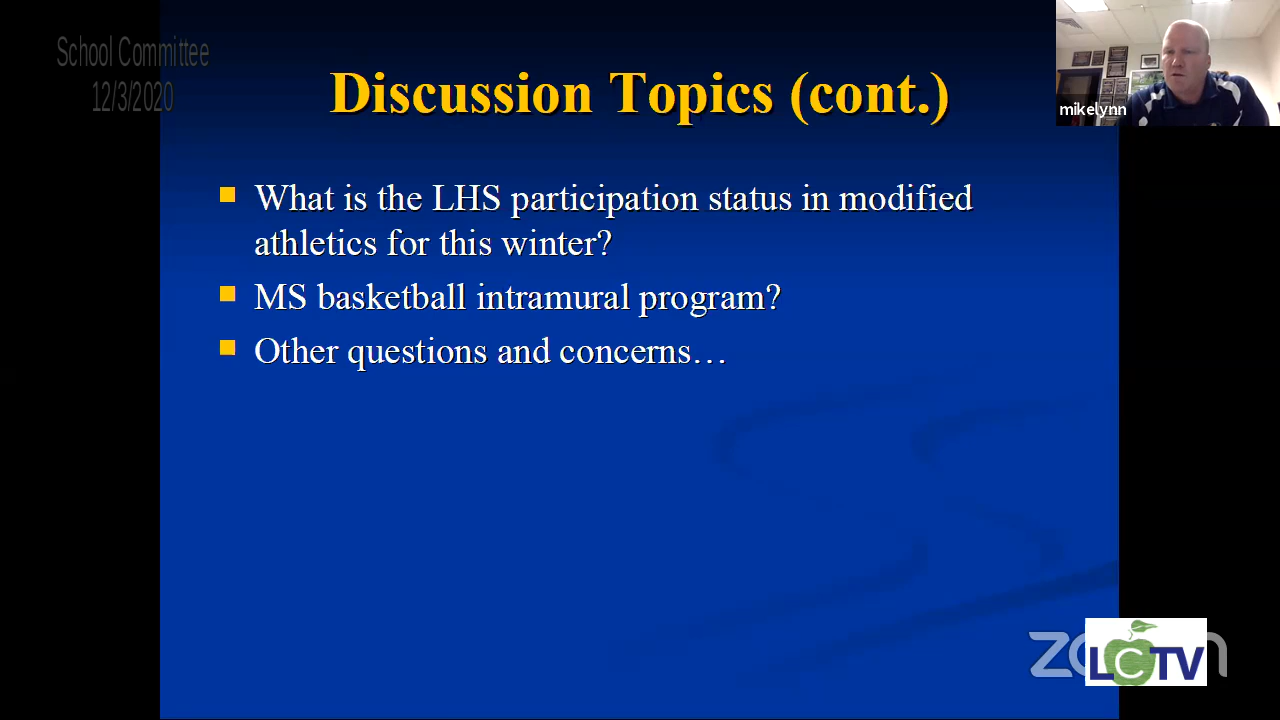 School Committee
12/3/2020
Discussion Topics (cont.)
mikelynn
What is the LHS participation status in modified
athletics for this winter?
MS basketball intramural program?
Other questions and concerns…
zoom
LCTV